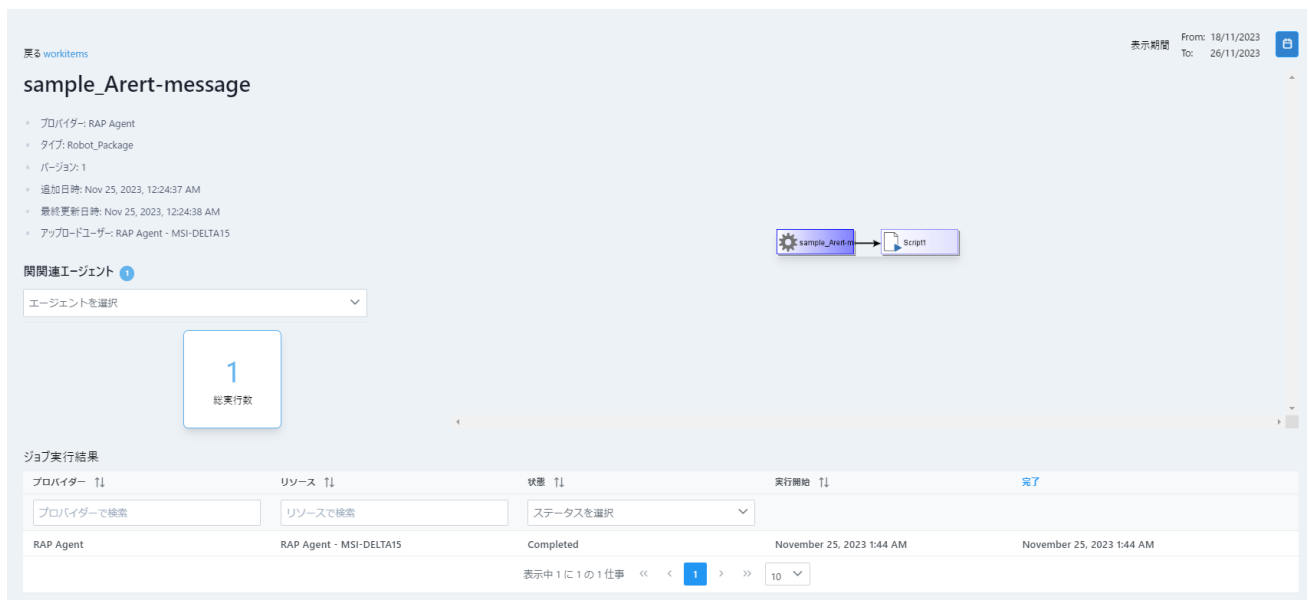 戻る workitems
表示期間 From: 18/11/2023
To: 26/11/2023
sample_Arert-message
プロバイダー: RAP Agent
タイプ: Robot_Package
バージョン: 1
追加日時: Nov 25, 2023, 12:24:37 AM
最終更新日時: Nov 25, 2023, 12:24:38 AM
アップロードユーザー: RAP Agent - MSI-DELTA15
sample_Arert-m Script1
関関連エージェント 1
エージェントを選択
1
総実行数
ジョブ実行結果
プロバイダー リソース 状態 実行開始 完了
プロバイダーで検索 リソースで検索 ステータスを選択
RAP Agent RAP Agent - MSI-DELTA15 Completed November 25, 2023 1:44 AM November 25, 2023 1:44 AM
表示中 1 に 1 の 1 仕事 « ‹ 1 › » 10